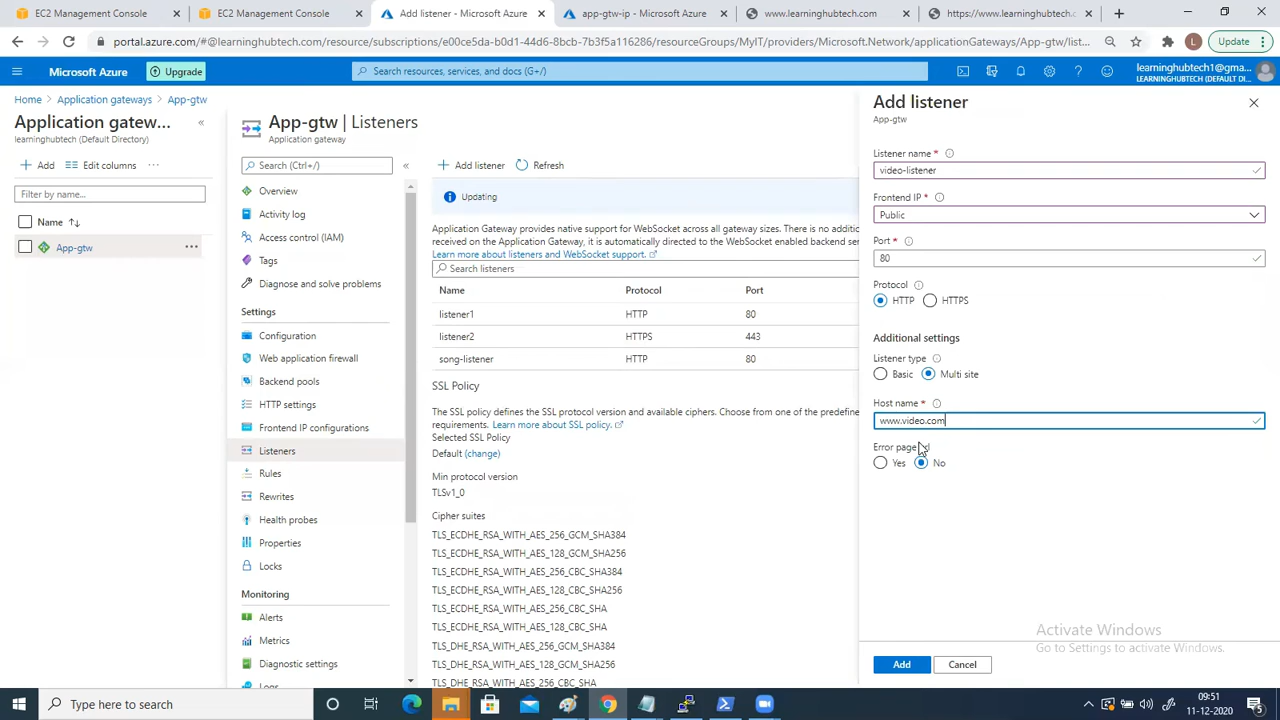 EC2 Management Console
EC2 Management Console
Add listener - Microsoft Azure
app-gtw-ip - Microsoft Azure
www.learninghubtech.com
https://www.learninghubtech.c
portal.azure.com/#@learninghubtech.com/resource/subscriptions/e00ce5da-b0d1-44d6-8bcb-7b3f5a116286/resourceGroups/MyIT/providers/Microsoft.Network/applicationGateways/App-gtw/list...
L
Update
Microsoft Azure
Upgrade
Search resources, services, and docs (G+/)
learninghubtech1@gma...
LEARNINGHUBTECH (DEFAULT DI...
Home
Application gateways
App-gtw
Application gatew...
learninghubtech (Default Directory)
Add
Edit columns
Filter by name...
Name
App-gtw
App-gtw | Listeners
Application gateway
Search (Ctrl+/)
Overview
Activity log
Access control (IAM)
Tags
Diagnose and solve problems
Settings
Configuration
Web application firewall
Backend pools
HTTP settings
Frontend IP configurations
Listeners
Rules
Rewrites
Health probes
Properties
Locks
Monitoring
Alerts
Metrics
Diagnostic settings
Logs
Add listener
Refresh
Updating
Application Gateway provides native support for WebSocket across all gateway sizes. There is no additio
received on the Application Gateway, it is automatically directed to the WebSocket enabled backend se
Learn more about listeners and WebSocket support.
Search listeners
Name Protocol Port
listener1 HTTP 80
listener2 HTTPS 443
song-listener HTTP 80
SSL Policy
The SSL policy defines the SSL protocol version and available ciphers. Choose from one of the predefine
requirements. Learn more about SSL policy.
Selected SSL Policy
Default (change)
Min protocol version
TLSv1_0
Cipher suites
TLS_ECDHE_RSA_WITH_AES_256_GCM_SHA384
TLS_ECDHE_RSA_WITH_AES_128_GCM_SHA256
TLS_ECDHE_RSA_WITH_AES_256_CBC_SHA384
TLS_ECDHE_RSA_WITH_AES_128_CBC_SHA256
TLS_ECDHE_RSA_WITH_AES_256_CBC_SHA
TLS_ECDHE_RSA_WITH_AES_128_CBC_SHA
TLS_DHE_RSA_WITH_AES_256_GCM_SHA384
TLS_DHE_RSA_WITH_AES_128_GCM_SHA256
TLS_DHE_RSA_WITH_AES_256_CBC_SHA
Add listener
App-gtw
Listener name *
video-listener
Frontend IP *
Public
Port *
80
Protocol
HTTP HTTPS
Additional settings
Listener type
Basic Multi site
Host name *
www.video.com
Error page
Yes No
Add Cancel
Activate Windows
Go to Settings to activate Windows.
Type here to search
09:51
11-12-2020
5